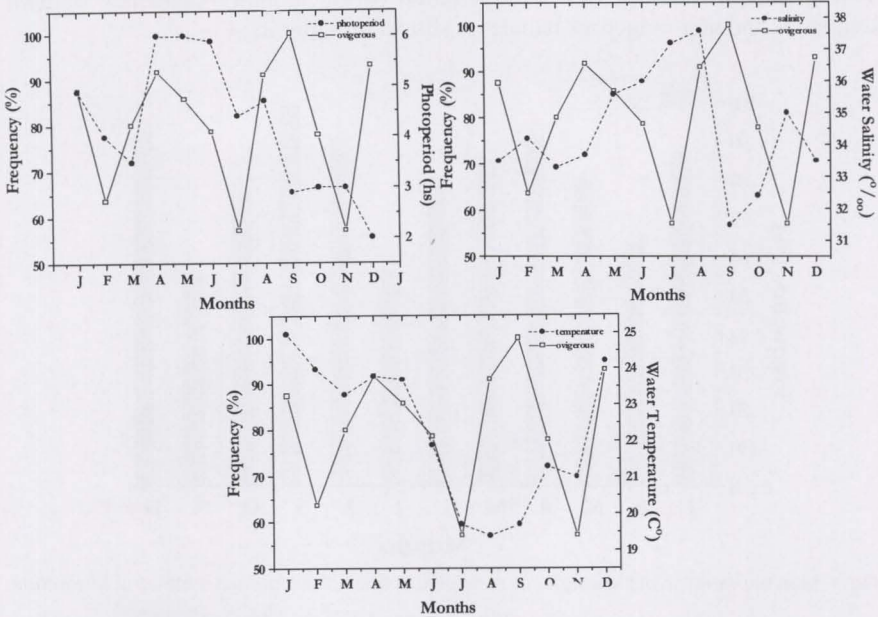 photoperiod
ovigerous
Frequency (%)
100
90
80
70
60
50
6
5
4
3
2
Photoperiod (hs)
J F M A M J J A S O N D J
Months
salinity
ovigerous
Frequency (%)
100
90
80
70
60
50
38
37
36
35
34
33
32
31
Water Salinity (°/∞)
J F M A M J J A S O N D
Months
temperature
ovigerous
Frequency (%)
100
90
80
70
60
50
25
24
23
22
21
20
19
Water Temperature (C°)
J F M A M J J A S O N D
Months